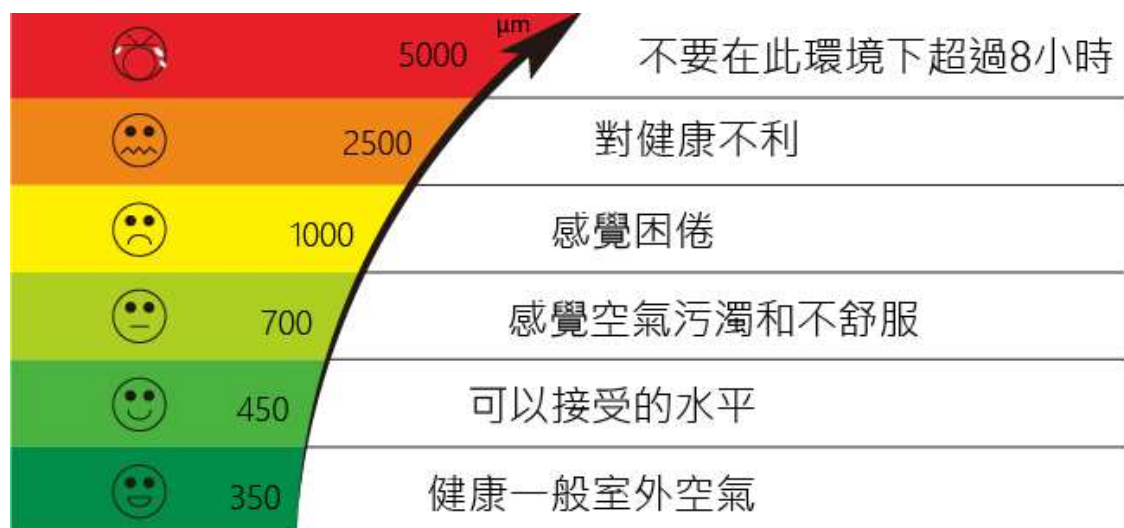 µm
5000 不要在此環境下超過8小時
2500 對健康不利
1000 感覺困倦
700 感覺空氣污濁和不舒服
450 可以接受的水平
350 健康一般室外空氣